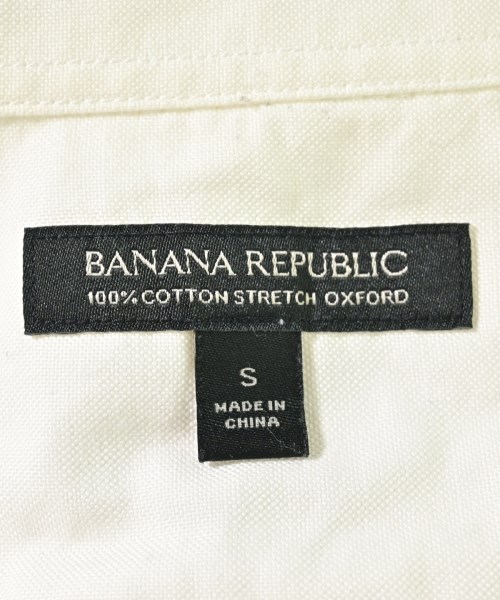 BANANA REPUBLIC
100% COTTON STRETCH OXFORD
S
MADE IN
CHINA